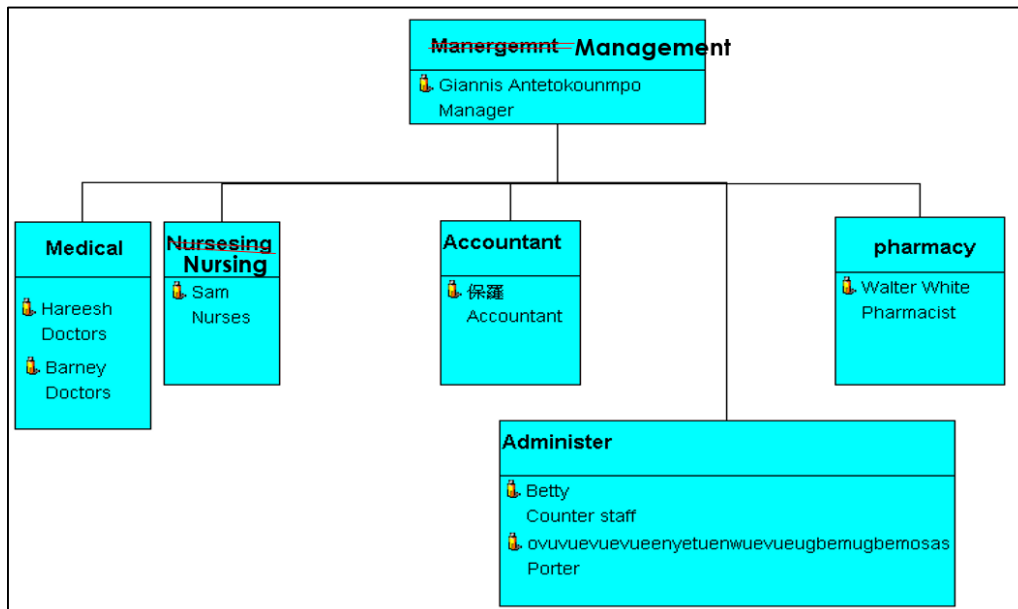 Manergemnt Management
Giannis Antetokounmpo
Manager
Medical
Hareesh
Doctors
Barney
Doctors
Nursesing
Nursing
Sam
Nurses
Accountant
保羅
Accountant
pharmacy
Walter White
Pharmacist
Administer
Betty
Counter staff
ovuvuevuevueenyetuenwuevueugbemugbemosas
Porter